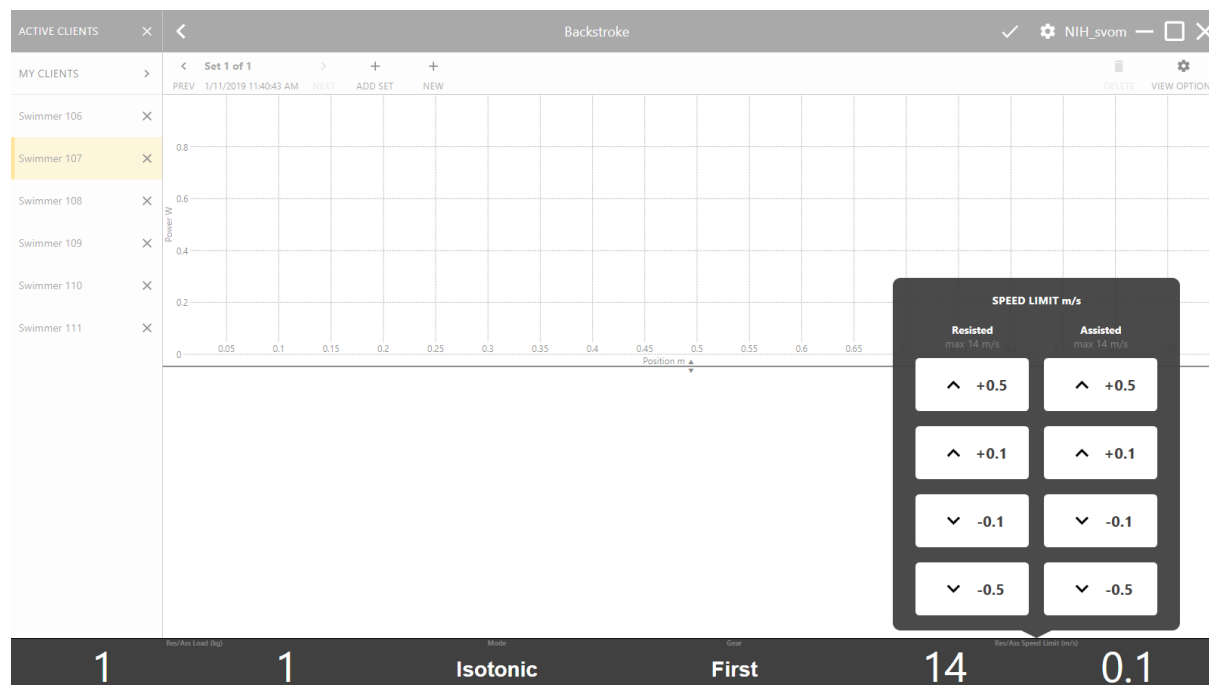 ACTIVE CLIENTS
Backstroke
NIH_svom
MY CLIENTS
Set 1 of 1
PREV 1/11/2019 11:40:43 AM NEXT ADD SET NEW DELETE VIEW OPTION
Swimmer 106
Swimmer 107
Swimmer 108
Swimmer 109
Swimmer 110
Swimmer 111
Power W
0.8
0.6
0.4
0.2
0
0.05 0.1 0.15 0.2 0.25 0.3 0.35 0.4 0.45 0.5 0.55 0.6 0.65
Position m
SPEED LIMIT m/s
Resisted Assisted
max 14 m/s max 14 m/s
+0.5 +0.5
+0.1 +0.1
-0.1 -0.1
-0.5 -0.5
Res/Ass Load (kg) Mode Gear Res/Ass Speed Limit (m/s)
1 1 Isotonic First 14 0.1